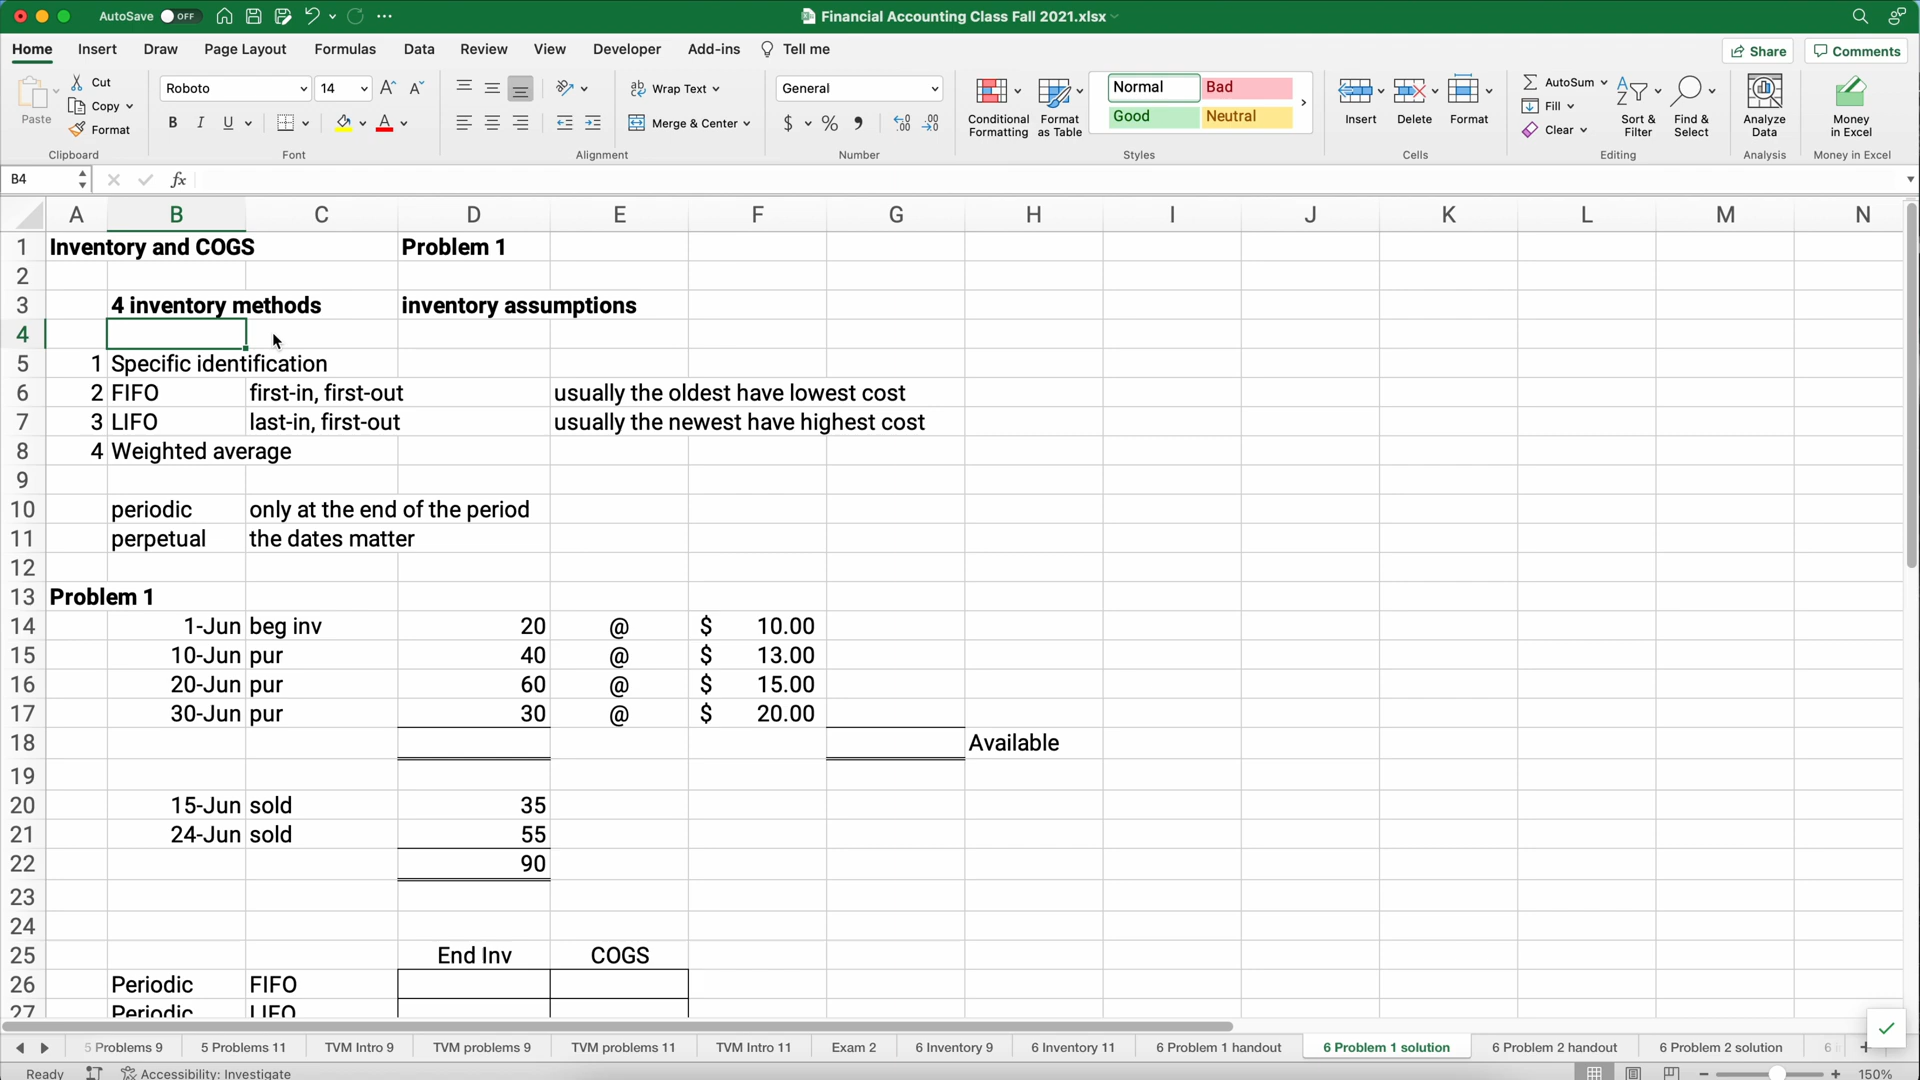 AutoSave OFF Financial Accounting Class Fall 2021.xlsx
Home Insert Draw Page Layout Formulas Data Review View Developer Add-ins Tell me Share Comments
Paste Cut Copy Format
Roboto 14
B I U A
Wrap Text
Merge & Center
General
$ % 9
Conditional Formatting
Format as Table
Normal Bad
Good Neutral
Insert Delete Format
AutoSum
Fill
Clear
Sort & Filter
Find & Select
Analyze Data
Money in Excel
Clipboard Font Alignment Number Styles Cells Editing Analysis Money in Excel
B4 fx
A B C D E F G H I J K L M N
1 Inventory and COGS Problem 1
2
3 4 inventory methods inventory assumptions
4
5 1 Specific identification
6 2 FIFO first-in, first-out usually the oldest have lowest cost
7 3 LIFO last-in, first-out usually the newest have highest cost
8 4 Weighted average
9
10 periodic only at the end of the period
11 perpetual the dates matter
12
13 Problem 1
14 1-Jun beg inv 20 @ $ 10.00
15 10-Jun pur 40 @ $ 13.00
16 20-Jun pur 60 @ $ 15.00
17 30-Jun pur 30 @ $ 20.00
18 Available
19
20 15-Jun sold 35
21 24-Jun sold 55
22 90
23
24
25 End Inv COGS
26 Periodic FIFO
27 Periodic LIFO
5 Problems 9 5 Problems 11 TVM Intro 9 TVM problems 9 TVM problems 11 TVM Intro 11 Exam 2 6 Inventory 9 6 Inventory 11 6 Problem 1 handout 6 Problem 1 solution 6 Problem 2 handout 6 Problem 2 solution
Ready Accessibility: Investigate 150%